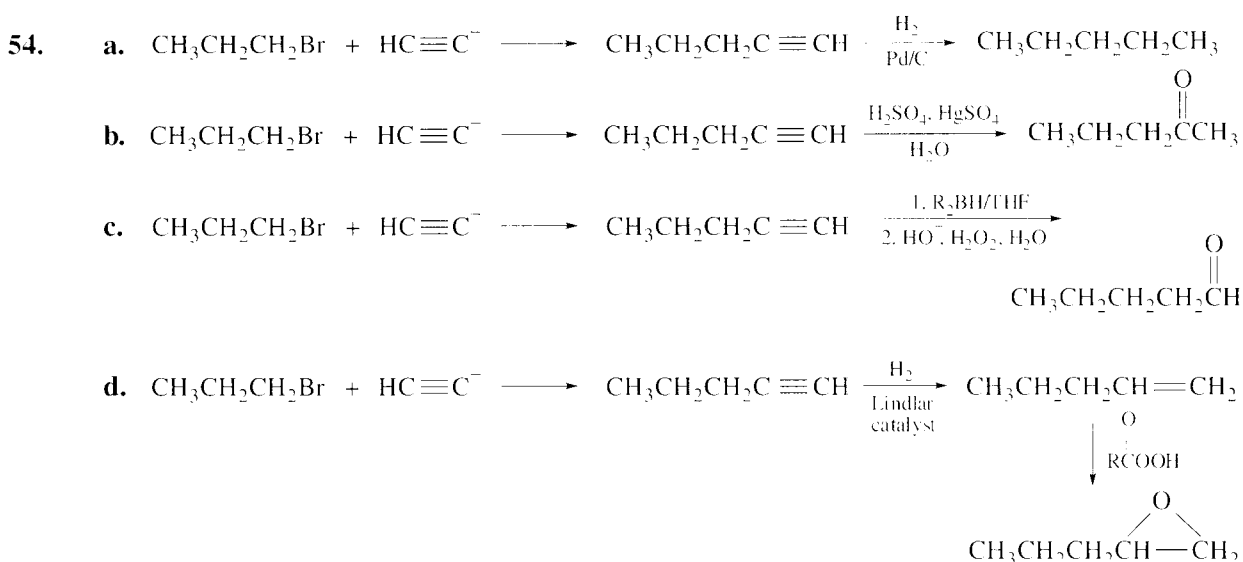 54. a. CH₃CH₂CH₂Br + HC≡C⁻ → CH₃CH₂CH₂C≡CH H₂ Pd/C → CH₃CH₂CH₂CH₂CH₃
O
b. CH₃CH₂CH₂Br + HC≡C⁻ → CH₃CH₂CH₂C≡CH H₂SO₄, HgSO₄ H₂O → CH₃CH₂CH₂CCH₃
c. CH₃CH₂CH₂Br + HC≡C⁻ → CH₃CH₂CH₂C≡CH 1. R₂BH/THF 2. HO⁻, H₂O₂, H₂O →
O
CH₃CH₂CH₂CH₂CH
d. CH₃CH₂CH₂Br + HC≡C⁻ → CH₃CH₂CH₂C≡CH H₂ Lindlar catalyst → CH₃CH₂CH₂CH=CH₂
O
RCOOH
O
CH₃CH₂CH₂CH—CH₂